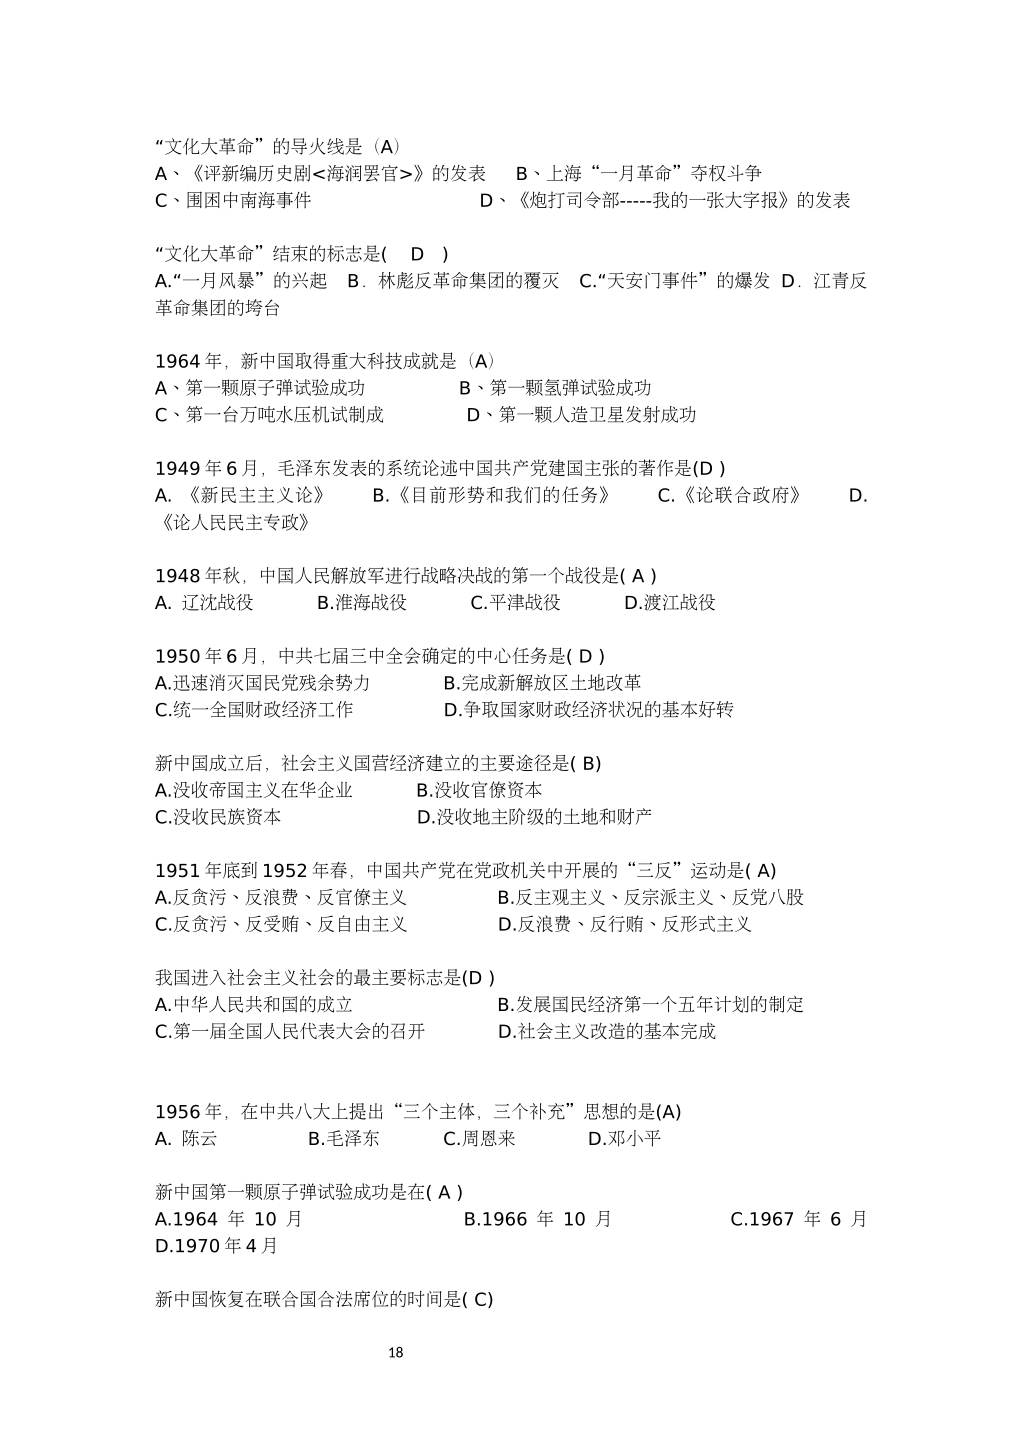 “文化大革命”的导火线是（A）
A、《评新编历史剧<海润罢官>》的发表 B、上海“一月革命”夺权斗争
C、围困中南海事件 D、《炮打司令部-----我的一张大字报》的发表
“文化大革命”结束的标志是( D )
A.“一月风暴”的兴起 B．林彪反革命集团的覆灭 C.“天安门事件”的爆发 D．江青反
革命集团的垮台
1964 年，新中国取得重大科技成就是（A）
A、第一颗原子弹试验成功 B、第一颗氢弹试验成功
C、第一台万吨水压机试制成 D、第一颗人造卫星发射成功
1949 年 6 月，毛泽东发表的系统论述中国共产党建国主张的著作是(D )
A. 《新民主主义论》 B.《目前形势和我们的任务》 C.《论联合政府》 D.
《论人民民主专政》
1948 年秋，中国人民解放军进行战略决战的第一个战役是( A )
A. 辽沈战役 B.淮海战役 C.平津战役 D.渡江战役
1950 年 6 月，中共七届三中全会确定的中心任务是( D )
A.迅速消灭国民党残余势力 B.完成新解放区土地改革
C.统一全国财政经济工作 D.争取国家财政经济状况的基本好转
新中国成立后，社会主义国营经济建立的主要途径是( B)
A.没收帝国主义在华企业 B.没收官僚资本
C.没收民族资本 D.没收地主阶级的土地和财产
1951 年底到 1952 年春，中国共产党在党政机关中开展的“三反”运动是( A)
A.反贪污、反浪费、反官僚主义 B.反主观主义、反宗派主义、反党八股
C.反贪污、反受贿、反自由主义 D.反浪费、反行贿、反形式主义
我国进入社会主义社会的最主要标志是(D )
A.中华人民共和国的成立 B.发展国民经济第一个五年计划的制定
C.第一届全国人民代表大会的召开 D.社会主义改造的基本完成
1956 年，在中共八大上提出“三个主体，三个补充”思想的是(A)
A. 陈云 B.毛泽东 C.周恩来 D.邓小平
新中国第一颗原子弹试验成功是在( A )
A.1964 年 10 月 B.1966 年 10 月 C.1967 年 6 月
D.1970 年 4 月
新中国恢复在联合国合法席位的时间是( C)
18